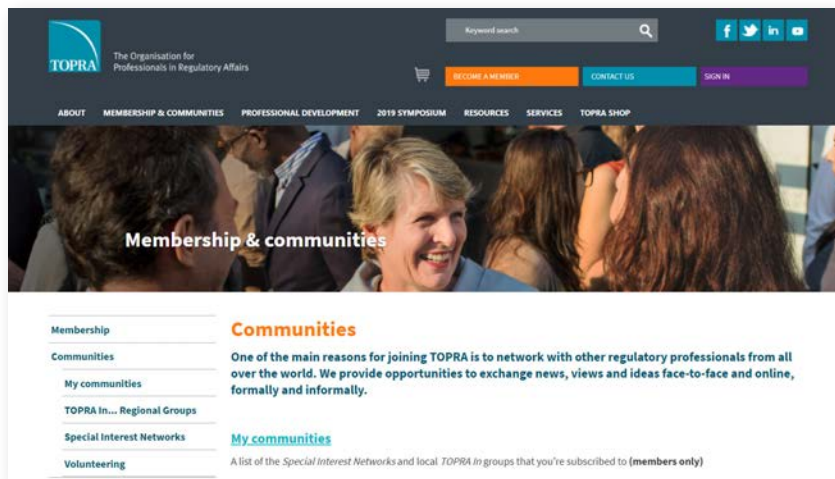 TOPRA
The Organisation for
Professionals in Regulatory Affairs
Keyword search
BECOME A MEMBER
CONTACT US
SIGN IN
ABOUT MEMBERSHIP & COMMUNITIES PROFESSIONAL DEVELOPMENT 2019 SYMPOSIUM RESOURCES SERVICES TOPRA SHOP
Membership & communities
Membership
Communities
My communities
TOPRA In... Regional Groups
Special Interest Networks
Volunteering
Communities
One of the main reasons for joining TOPRA is to network with other regulatory professionals from all
over the world. We provide opportunities to exchange news, views and ideas face-to-face and online,
formally and informally.
My communities
A list of the Special Interest Networks and local TOPRA In groups that you're subscribed to (members only)